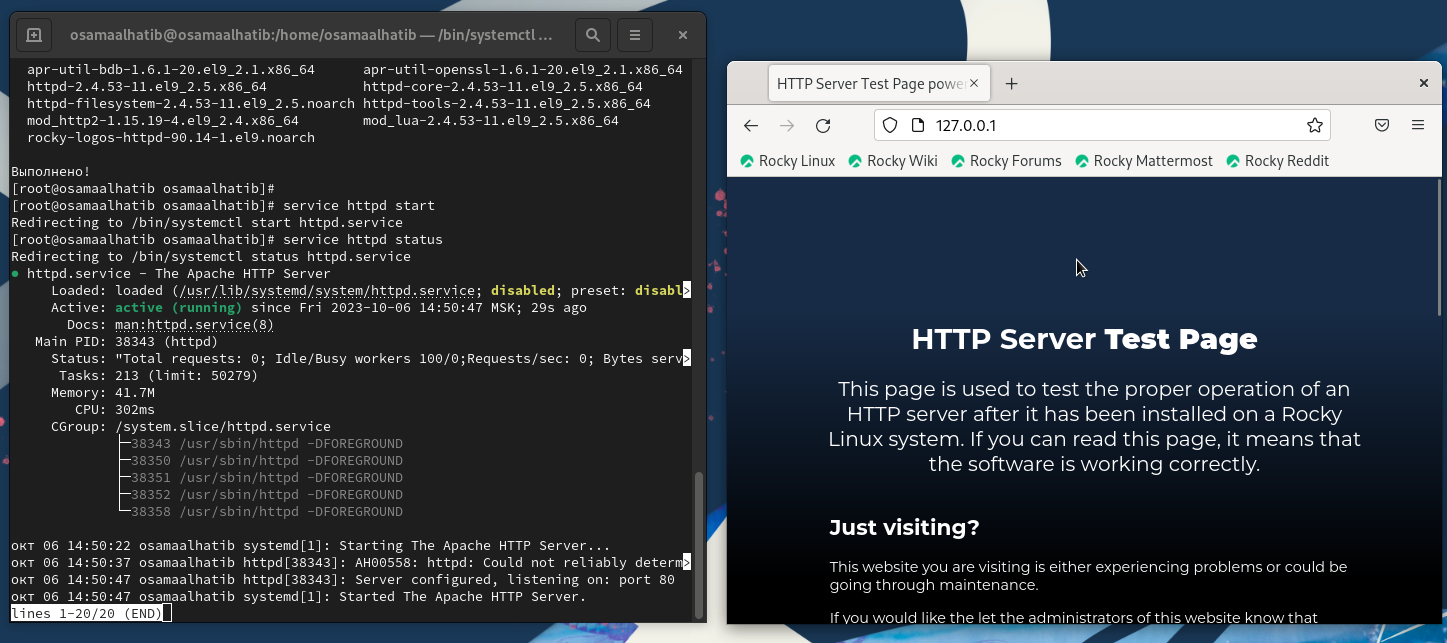 osamaalhatib@osamaalhatib:/home/osamaalhatib — /bin/systemctl ...
  apr-util-bdb-1.6.1-20.el9_2.1.x86_64      apr-util-openssl-1.6.1-20.el9_2.1.x86_64
  httpd-2.4.53-11.el9_2.5.x86_64            httpd-core-2.4.53-11.el9_2.5.x86_64
  httpd-filesystem-2.4.53-11.el9_2.5.noarch httpd-tools-2.4.53-11.el9_2.5.x86_64
  mod_http2-1.15.19-4.el9_2.4.x86_64        mod_lua-2.4.53-11.el9_2.5.x86_64
  rocky-logos-httpd-90.14-1.el9.noarch
Выполнено!
[root@osamaalhatib osamaalhatib]#
[root@osamaalhatib osamaalhatib]# service httpd start
Redirecting to /bin/systemctl start httpd.service
[root@osamaalhatib osamaalhatib]# service httpd status
Redirecting to /bin/systemctl status httpd.service
● httpd.service - The Apache HTTP Server
     Loaded: loaded (/usr/lib/systemd/system/httpd.service; disabled; preset: disabl>
     Active: active (running) since Fri 2023-10-06 14:50:47 MSK; 29s ago
       Docs: man:httpd.service(8)
   Main PID: 38343 (httpd)
     Status: "Total requests: 0; Idle/Busy workers 100/0;Requests/sec: 0; Bytes serv>
      Tasks: 213 (limit: 50279)
     Memory: 41.7M
        CPU: 302ms
     CGroup: /system.slice/httpd.service
             ├─38343 /usr/sbin/httpd -DFOREGROUND
             ├─38350 /usr/sbin/httpd -DFOREGROUND
             ├─38351 /usr/sbin/httpd -DFOREGROUND
             ├─38352 /usr/sbin/httpd -DFOREGROUND
             └─38358 /usr/sbin/httpd -DFOREGROUND
окт 06 14:50:22 osamaalhatib systemd[1]: Starting The Apache HTTP Server...
окт 06 14:50:37 osamaalhatib httpd[38343]: AH00558: httpd: Could not reliably determ>
окт 06 14:50:47 osamaalhatib httpd[38343]: Server configured, listening on: port 80
окт 06 14:50:47 osamaalhatib systemd[1]: Started The Apache HTTP Server.
lines 1-20/20 (END)
HTTP Server Test Page powe
127.0.0.1
Rocky Linux Rocky Wiki Rocky Forums Rocky Mattermost Rocky Reddit
HTTP Server Test Page
This page is used to test the proper operation of an
HTTP server after it has been installed on a Rocky
Linux system. If you can read this page, it means that
the software is working correctly.
Just visiting?
This website you are visiting is either experiencing problems or could be
going through maintenance.
If you would like the let the administrators of this website know that